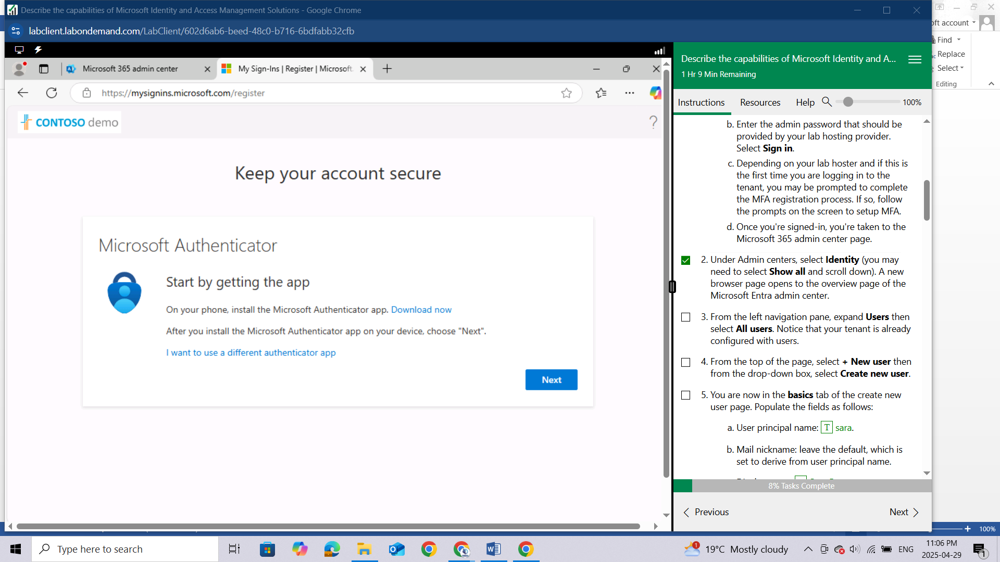 Describe the capabilities of Microsoft Identity and Access Management Solutions - Google Chrome
labclient.labondemand.com/LabClient/602d6ab6-beed-48c0-b716-6bdfabb32cfb
Microsoft 365 admin center
My Sign-Ins | Register | Microsoft.
https://mysignins.microsoft.com/register
CONTOSO demo
?
Keep your account secure
Microsoft Authenticator
Start by getting the app
On your phone, install the Microsoft Authenticator app. Download now
After you install the Microsoft Authenticator app on your device, choose "Next".
I want to use a different authenticator app
Next
Describe the capabilities of Microsoft Identity and A...
1 Hr 9 Min Remaining
Instructions
Resources
Help
100%
b. Enter the admin password that should be
provided by your lab hosting provider.
Select Sign in.
c. Depending on your lab hoster and if this is
the first time you are logging in to the
tenant, you may be prompted to complete
the MFA registration process. If so, follow
the prompts on the screen to setup MFA.
d. Once you're signed-in, you're taken to the
Microsoft 365 admin center page.
2. Under Admin centers, select Identity (you may
need to select Show all and scroll down). A new
browser page opens to the overview page of the
Microsoft Entra admin center.
3. From the left navigation pane, expand Users then
select All users. Notice that your tenant is already
configured with users.
4. From the top of the page, select + New user then
from the drop-down box, select Create new user.
5. You are now in the basics tab of the create new
user page. Populate the fields as follows:
a. User principal name: T sara.
b. Mail nickname: leave the default, which is
set to derive from user principal name.
8% Tasks Complete
Previous
Next
account
Find
Replace
Select
Editing
100%
Type here to search
19°C Mostly cloudy
ENG
11:06 PM
2025-04-29
1
1